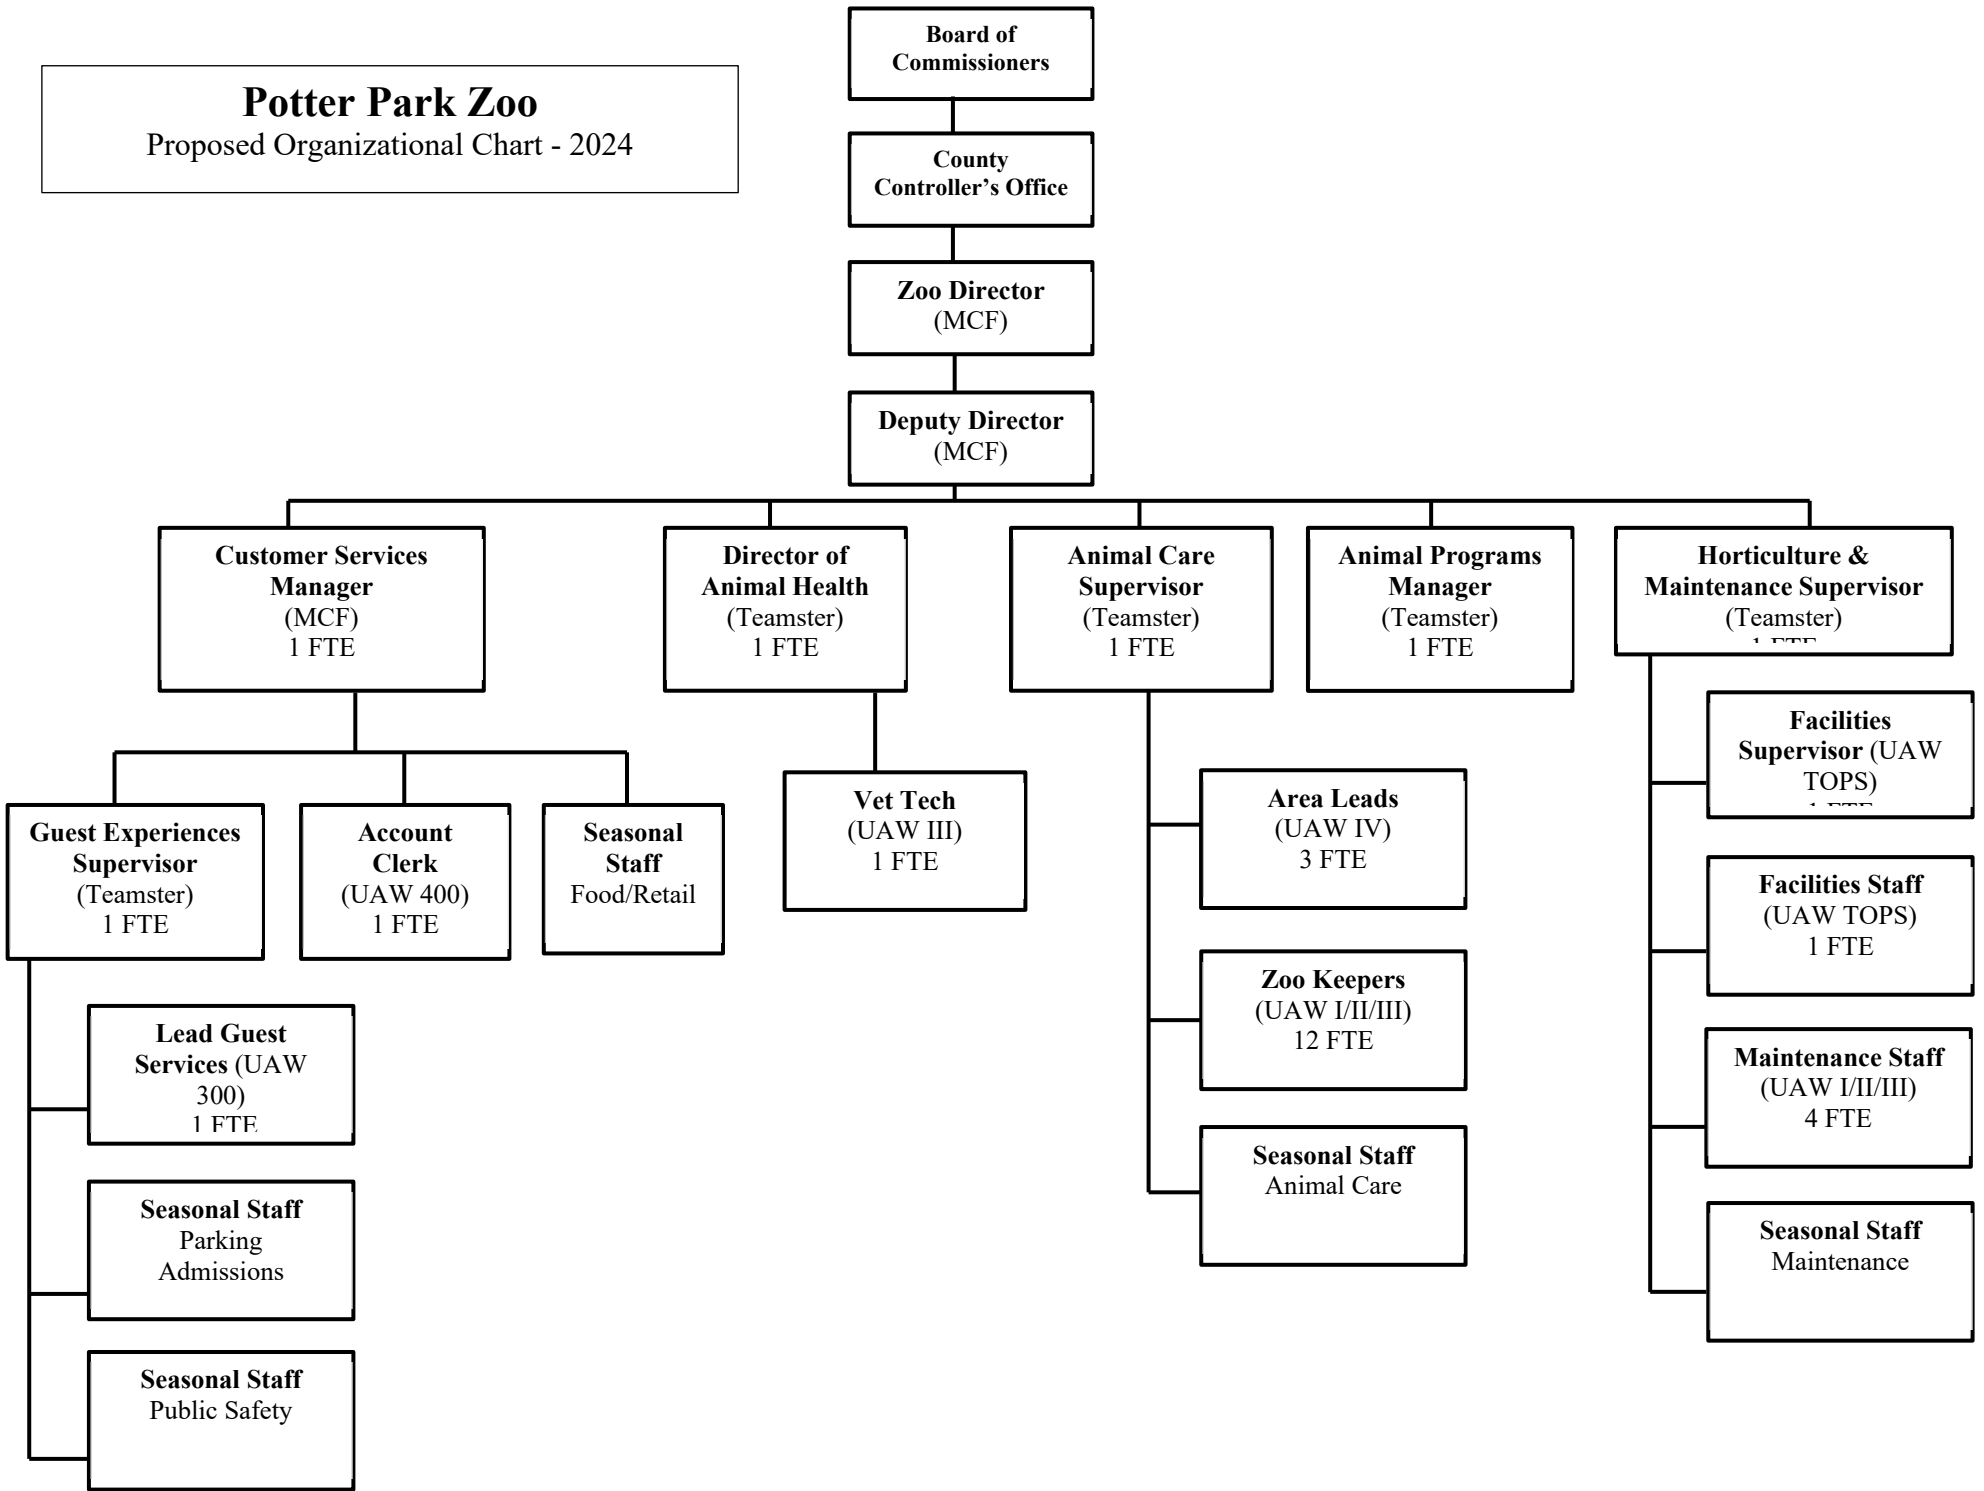 Board of
Commissioners
Potter Park Zoo
Proposed Organizational Chart - 2024
County
Controller’s Office
Zoo Director
(MCF)
Deputy Director
(MCF)
Customer Services
Manager
(MCF)
1 FTE
Director of
Animal Health
(Teamster)
1 FTE
Animal Care
Supervisor
(Teamster)
1 FTE
Animal Programs
Manager
(Teamster)
1 FTE
Horticulture &
Maintenance Supervisor
(Teamster)
1 FTE
Guest Experiences
Supervisor
(Teamster)
1 FTE
Account
Clerk
(UAW 400)
1 FTE
Seasonal
Staff
Food/Retail
Vet Tech
(UAW III)
1 FTE
Area Leads
(UAW IV)
3 FTE
Facilities
Supervisor (UAW
TOPS)
1 FTE
Lead Guest
Services (UAW
300)
1 FTE
Zoo Keepers
(UAW I/II/III)
12 FTE
Facilities Staff
(UAW TOPS)
1 FTE
Seasonal Staff
Parking
Admissions
Seasonal Staff
Animal Care
Maintenance Staff
(UAW I/II/III)
4 FTE
Seasonal Staff
Public Safety
Seasonal Staff
Maintenance